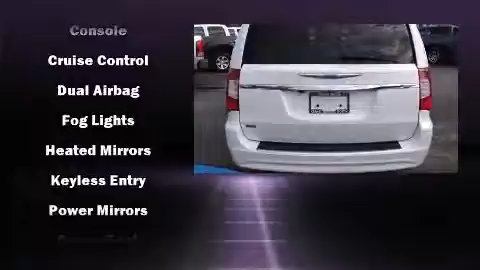 Console
Cruise Control
Dual Airbag
Fog Lights
Heated Mirrors
Keyless Entry
Power Mirrors